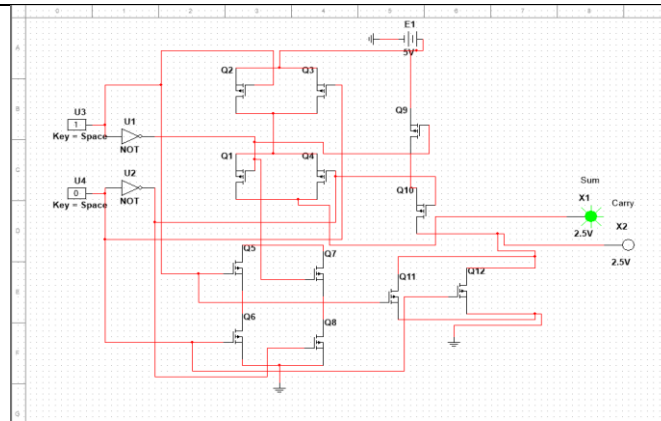 0 1 2 3 4 5 6 7 8
E1
A
5V
Q2
Q3
B
U3
U1
Q9
1
Key = Space
NOT
C
Q1
Q4
U4
U2
0
Key = Space
NOT
Q10
Sum
X1
Carry
D
2.5V
X2
Q5
Q7
2.5V
Q11
Q12
E
Q6
Q8
F
G